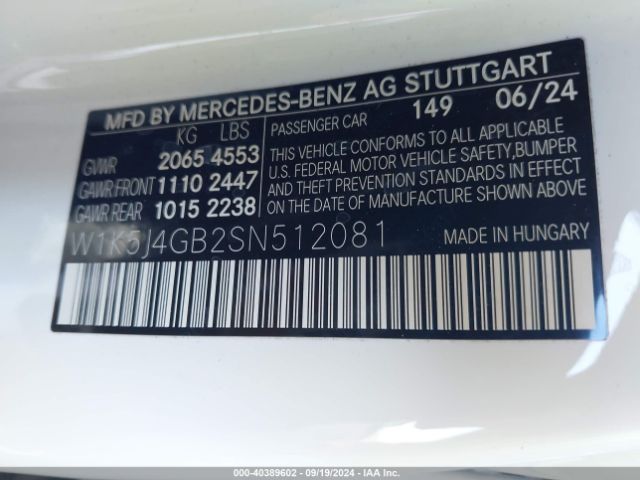 MFD BY MERCEDES-BENZ AG STUTTGART
KG LBS
GVWR 2065 4553
GAWR FRONT 1110 2447
GAWR REAR 1015 2238
PASSENGER CAR 149 06/24
THIS VEHICLE CONFORMS TO ALL APPLICABLE
U.S. FEDERAL MOTOR VEHICLE SAFETY, BUMPER
AND THEFT PREVENTION STANDARDS IN EFFECT
ON THE DATE OF MANUFACTURE SHOWN ABOVE.
W1K5J4GB2SN512081
MADE IN HUNGARY
000-40389602 - 09/19/2024 - IAA Inc.